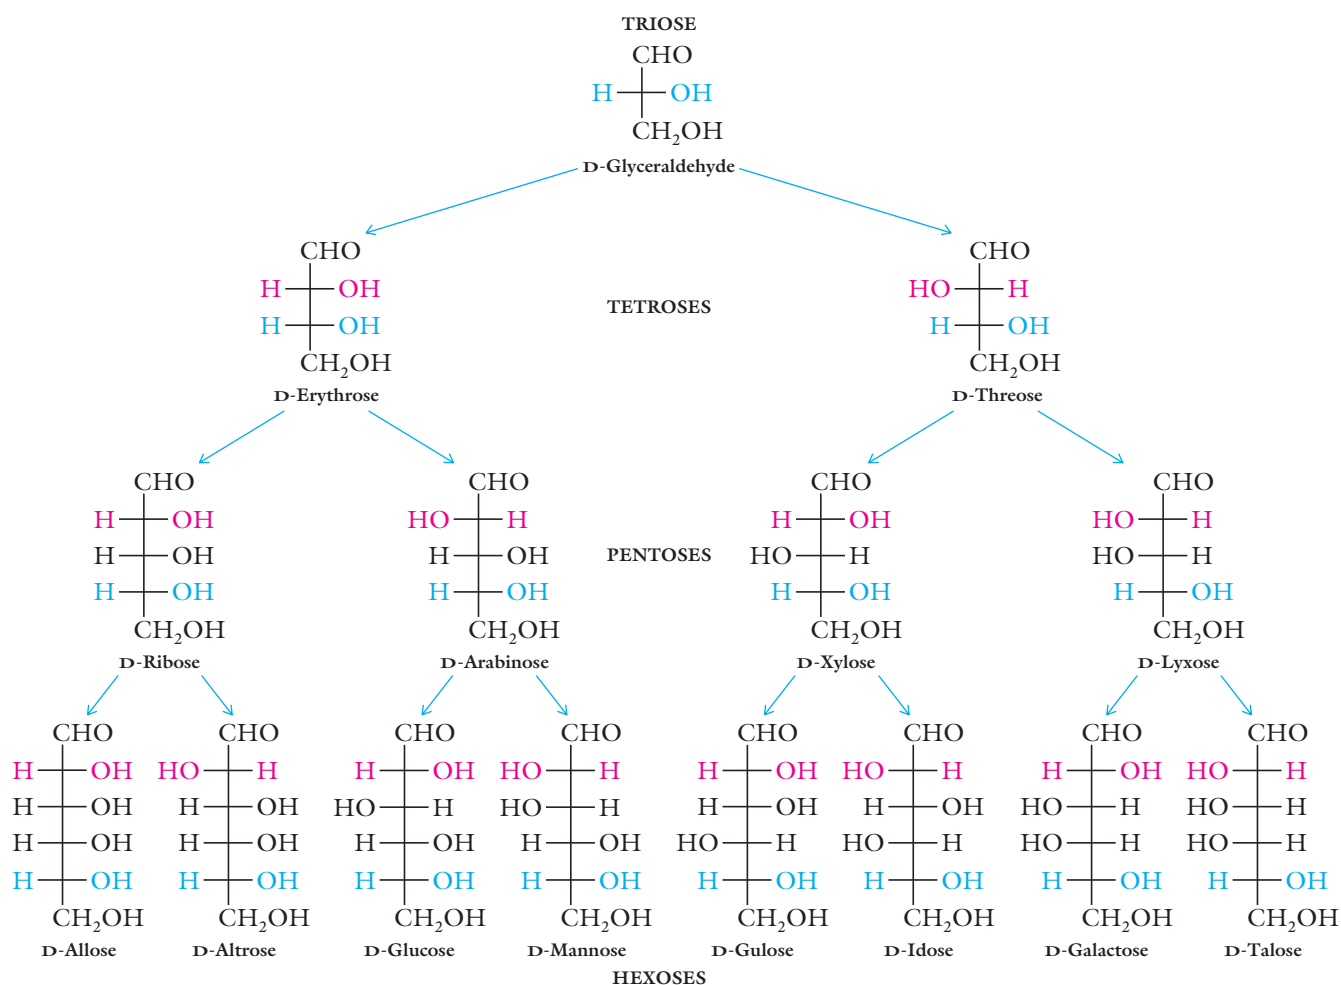 TRIOSE
CHO
H OH
CH₂OH
D-Glyceraldehyde
CHO CHO
H OH HO H
TETROSES
H OH H OH
CH₂OH CH₂OH
D-Erythrose D-Threose
CHO CHO CHO CHO
H OH HO H H OH HO H
H OH H OH PENTOSES HO H HO H
H OH H OH H OH H OH
CH₂OH CH₂OH CH₂OH CH₂OH
D-Ribose D-Arabinose D-Xylose D-Lyxose
CHO CHO CHO CHO CHO CHO CHO CHO
H OH HO H H OH HO H H OH HO H H OH HO H
H OH H OH HO H HO H H OH H OH HO H HO H
H OH H OH H OH H OH HO H HO H HO H HO H
H OH H OH H OH H OH H OH H OH H OH H OH
CH₂OH CH₂OH CH₂OH CH₂OH CH₂OH CH₂OH CH₂OH CH₂OH
D-Allose D-Altrose D-Glucose D-Mannose D-Gulose D-Idose D-Galactose D-Talose
HEXOSES